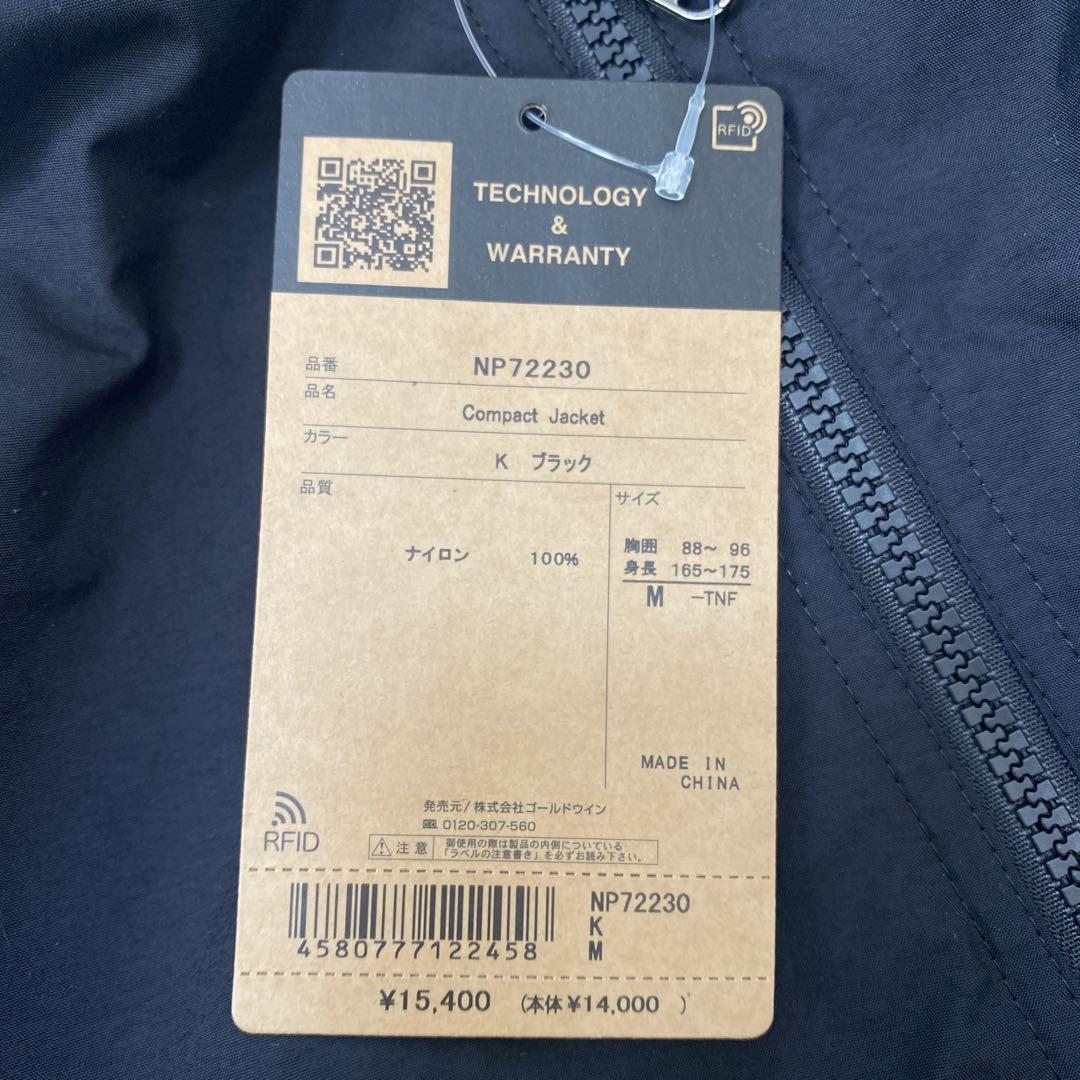 RFID
TECHNOLOGY
&
WARRANTY
品番 NP72230
品名
Compact Jacket
カラー
K ブラック
品質
サイズ
ナイロン 100%
胸囲 88～ 96
身長 165～175
M -TNF
MADE IN
CHINA
発売元/株式会社ゴールドウイン
0120-307-560
RFID
注意
御使用の際は製品の内側についている
「ラベルの注意書き」を必ずお読み下さい。
4580777122458
NP72230
K
M
¥15,400 (本体¥14,000 )